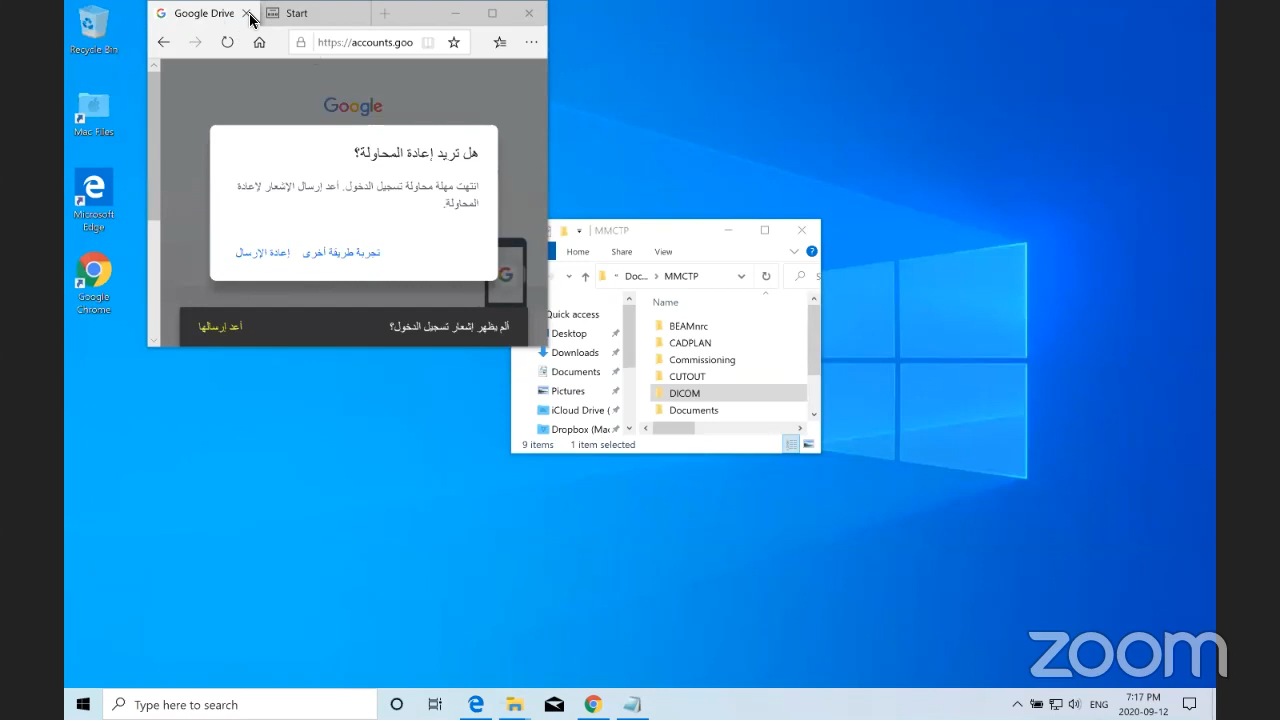 Recycle Bin
Mac Files
Microsoft
Edge
Google
Chrome
Google Drive
Start
https://accounts.goo
Google
هل تريد إعادة المحاولة؟
انتهت مهلة محاولة تسجيل الدخول. أعد إرسال الإشعار لإعادة
المحاولة.
تجربة طريقة أخرى
إعادة الإرسال
ألم يظهر إشعار تسجيل الدخول؟
أعد إرسالها
MMCTP
Home
Share
View
Doc...
MMCTP
S
Name
Quick access
Desktop
Downloads
Documents
Pictures
iCloud Drive (
Dropbox (Mac
BEAMnrc
CADPLAN
Commissioning
CUTOUT
DICOM
Documents
9 items
1 item selected
zoom
Type here to search
ENG
7:17 PM
2020-09-12